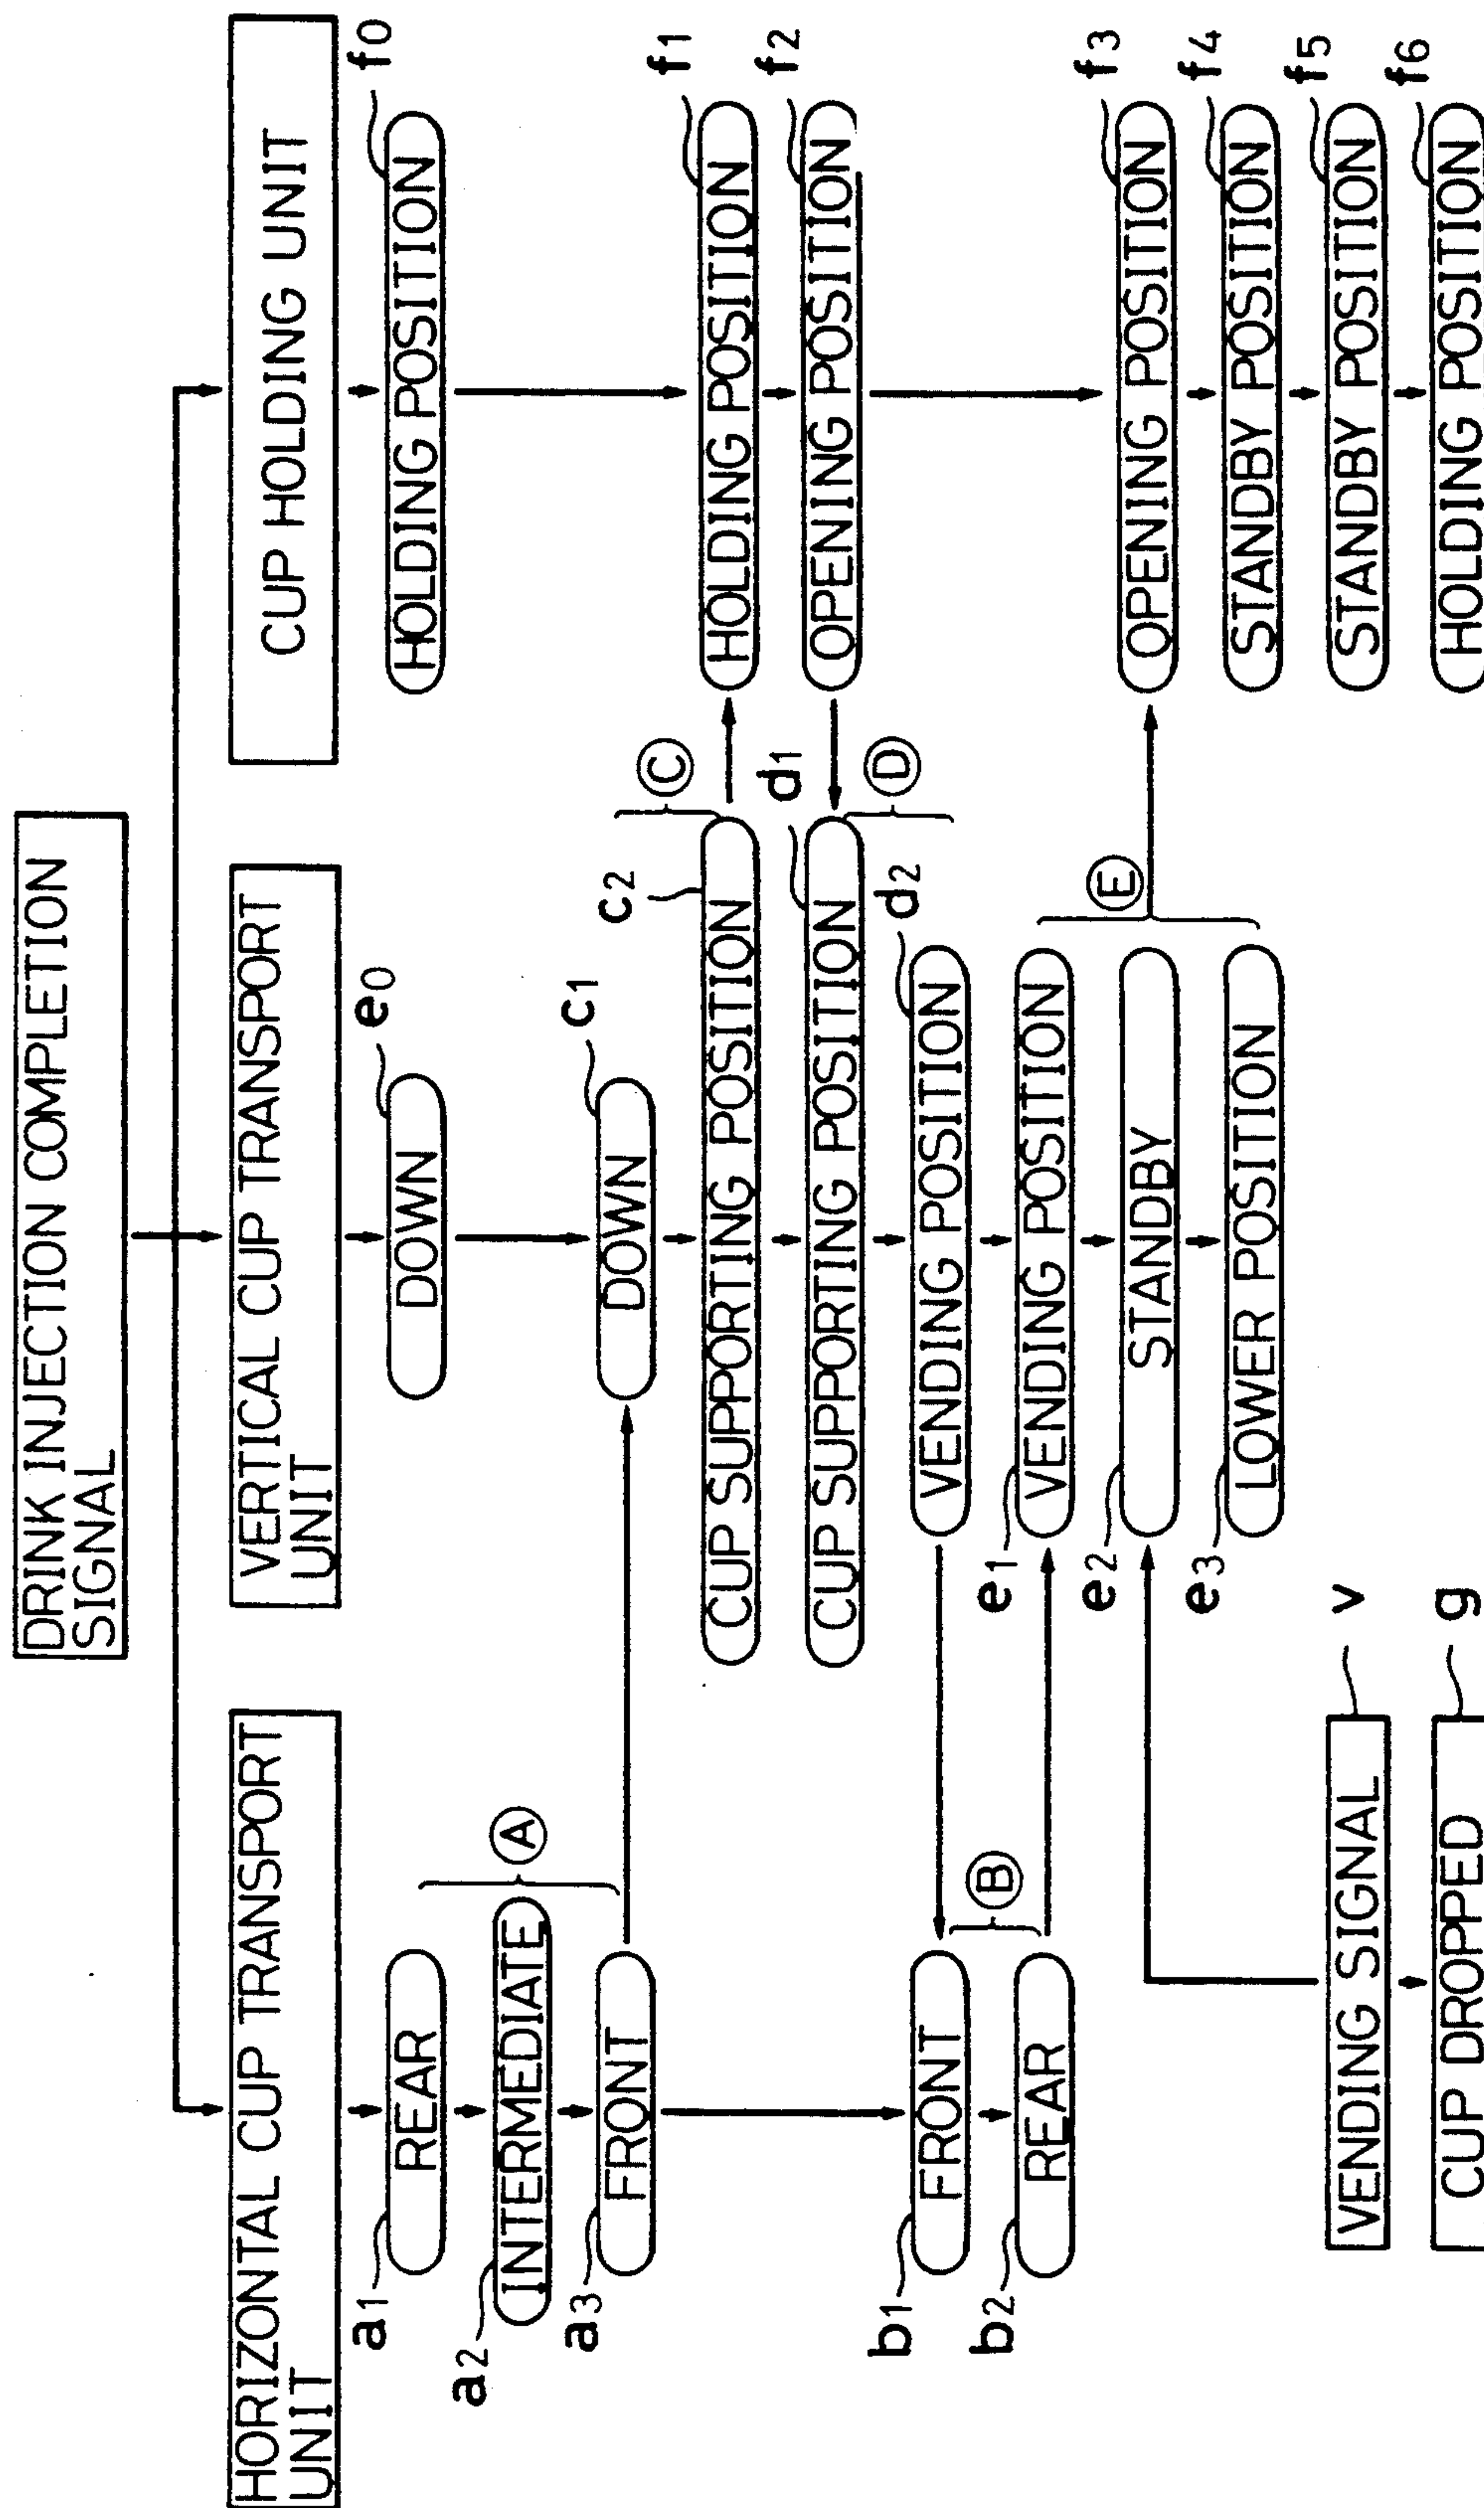 DRINK INJECTION COMPLETION
SIGNAL
HORIZONTAL CUP TRANSPORT
UNIT
VERTICAL CUP TRANSPORT
UNIT
CUP HOLDING UNIT
a1
REAR
e0
DOWN
f0
HOLDING POSITION
a2
INTERMEDIATE
A
a3
FRONT
c1
DOWN
c2
CUP SUPPORTING POSITION
C
f1
HOLDING POSITION
d1
CUP SUPPORTING POSITION
D
f2
OPENING POSITION
b1
FRONT
d2
VENDING POSITION
B
b2
REAR
e1
VENDING POSITION
E
e2
STANDBY
f3
OPENING POSITION
e3
LOWER POSITION
f4
STANDBY POSITION
VENDING SIGNAL
v
f5
STANDBY POSITION
CUP DROPPED
g
f6
HOLDING POSITION